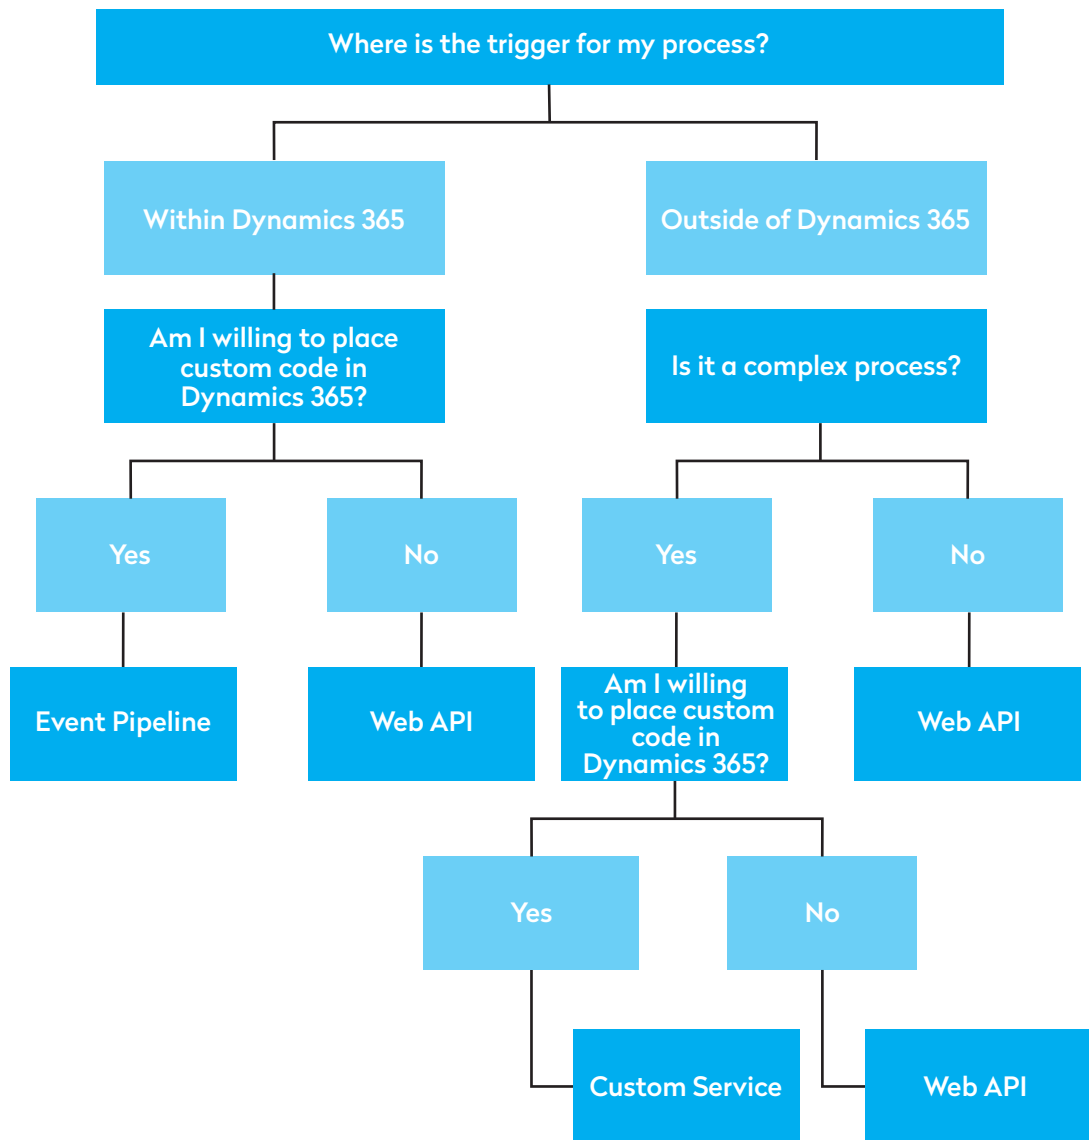 Where is the trigger for my process?
Within Dynamics 365
Outside of Dynamics 365
Am I willing to place
custom code in
Dynamics 365?
Is it a complex process?
Yes
No
Yes
No
Event Pipeline
Web API
Am I willing
to place custom
code in
Dynamics 365?
Web API
Yes
No
Custom Service
Web API